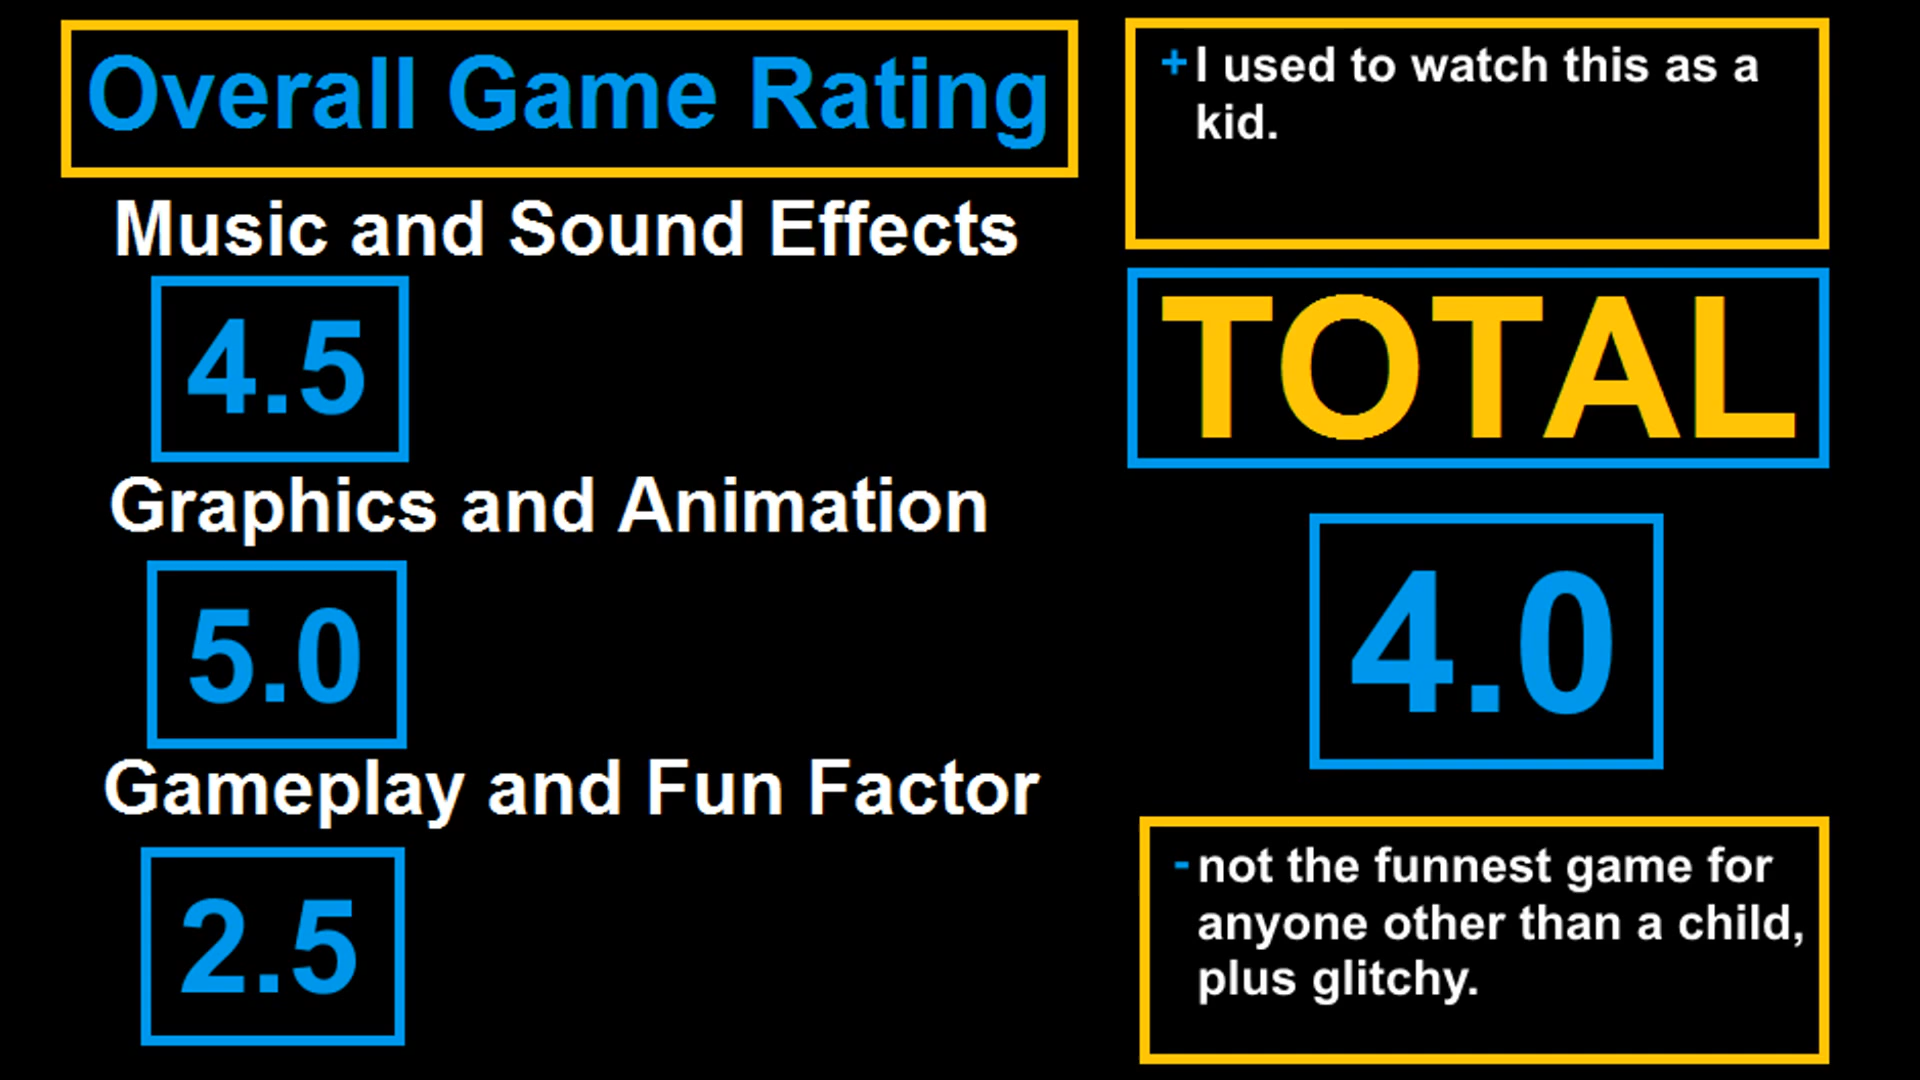 Overall Game Rating
Music and Sound Effects
4.5
Graphics and Animation
5.0
Gameplay and Fun Factor
2.5
+I used to watch this as a
kid.
TOTAL
4.0
-not the funnest game for
anyone other than a child,
plus glitchy.